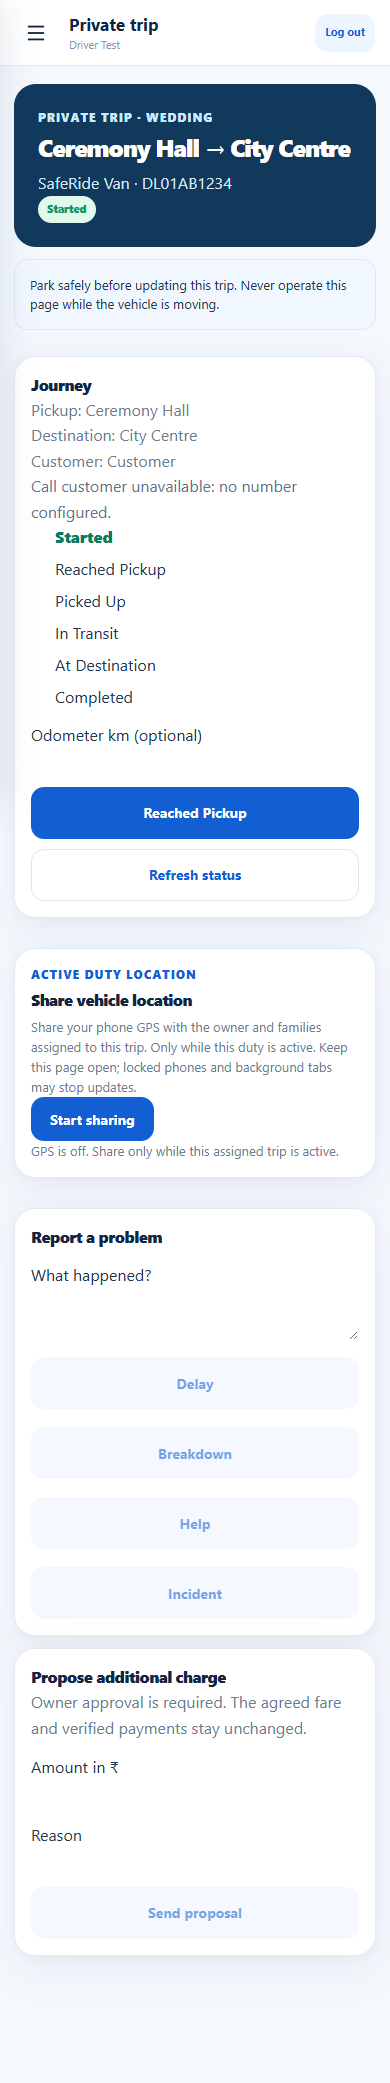 Private trip
Driver Test
Log out
PRIVATE TRIP · WEDDING
Ceremony Hall → City Centre
SafeRide Van · DL01AB1234
Started
Park safely before updating this trip. Never operate this
page while the vehicle is moving.
Journey
Pickup: Ceremony Hall
Destination: City Centre
Customer: Customer
Call customer unavailable: no number
configured.
Started
Reached Pickup
Picked Up
In Transit
At Destination
Completed
Odometer km (optional)
Reached Pickup
Refresh status
ACTIVE DUTY LOCATION
Share vehicle location
Share your phone GPS with the owner and families
assigned to this trip. Only while this duty is active. Keep
this page open; locked phones and background tabs
may stop updates.
Start sharing
GPS is off. Share only while this assigned trip is active.
Report a problem
What happened?
Delay
Breakdown
Help
Incident
Propose additional charge
Owner approval is required. The agreed fare
and verified payments stay unchanged.
Amount in ₹
Reason
Send proposal